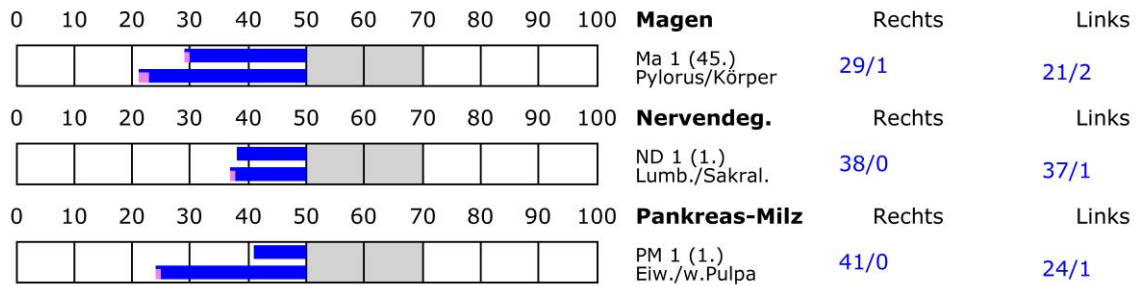 0 10 20 30 40 50 60 70 80 90 100 Magen Rechts Links
Ma 1 (45.)
Pylorus/Körper 29/1 21/2
0 10 20 30 40 50 60 70 80 90 100 Nervendeg. Rechts Links
ND 1 (1.)
Lumb./Sakral. 38/0 37/1
0 10 20 30 40 50 60 70 80 90 100 Pankreas-Milz Rechts Links
PM 1 (1.)
Eiw./w.Pulpa 41/0 24/1